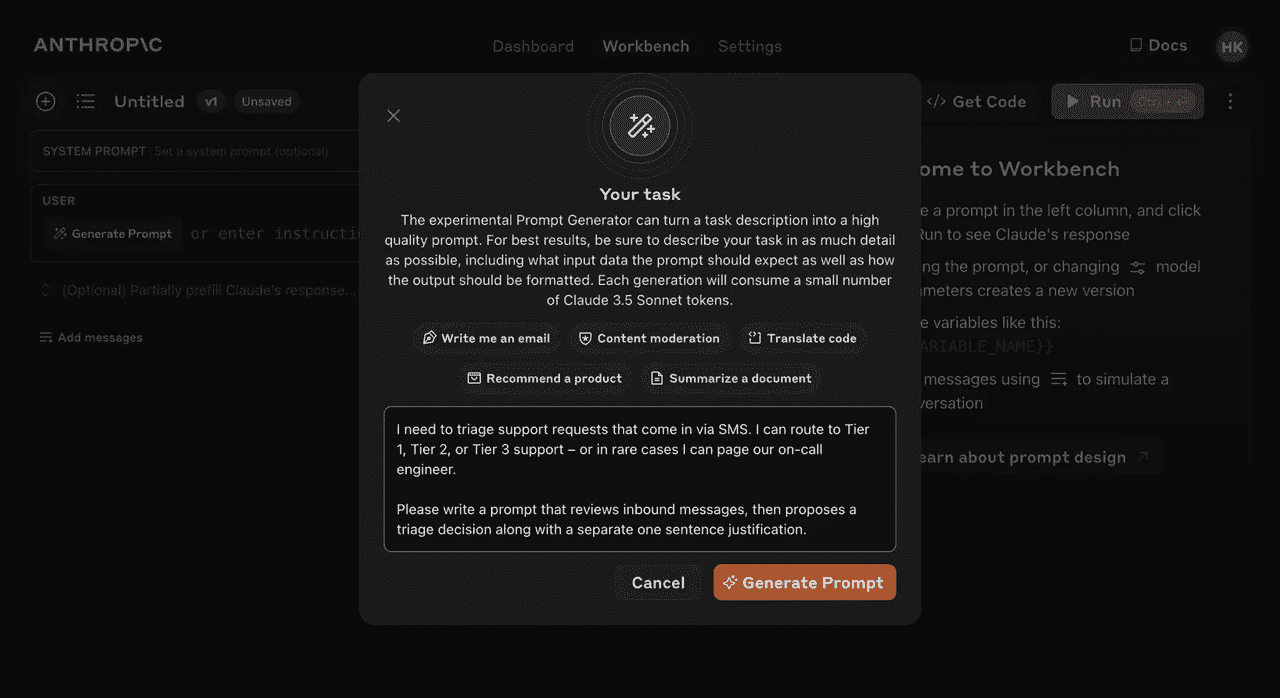 ANTHROP\C
Dashboard Workbench Settings
Docs
HK
Untitled v1 Unsaved
Get Code
Run Ctrl +
SYSTEM PROMPT Set a system prompt (optional)
USER
Generate Prompt or enter instructi
(Optional) Partially prefill Claude's response...
Add messages
Your task
The experimental Prompt Generator can turn a task description into a high
quality prompt. For best results, be sure to describe your task in as much detail
as possible, including what input data the prompt should expect as well as how
the output should be formatted. Each generation will consume a small number
of Claude 3.5 Sonnet tokens.
Write me an email Content moderation Translate code
Recommend a product Summarize a document
I need to triage support requests that come in via SMS. I can route to Tier
1, Tier 2, or Tier 3 support – or in rare cases I can page our on-call
engineer.
Please write a prompt that reviews inbound messages, then proposes a
triage decision along with a separate one sentence justification.
Cancel Generate Prompt
ome to Workbench
e a prompt in the left column, and click
Run to see Claude's response
ng the prompt, or changing model
meters creates a new version
e variables like this:
ARIABLE_NAME}}
messages using to simulate a
versation
earn about prompt design